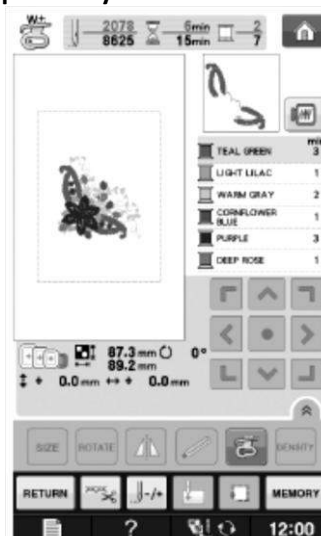 W+
2078
8625
6min
15min
2
7
min
TEAL GREEN 3
LIGHT LILAC 1
WARM GRAY 2
CORNFLOWER
BLUE 1
PURPLE 3
DEEP ROSE 1
87.3 mm 0°
89.2 mm
0.0 mm 0.0 mm
SIZE ROTATE DENSITY
RETURN -/+ MEMORY
? 12:00